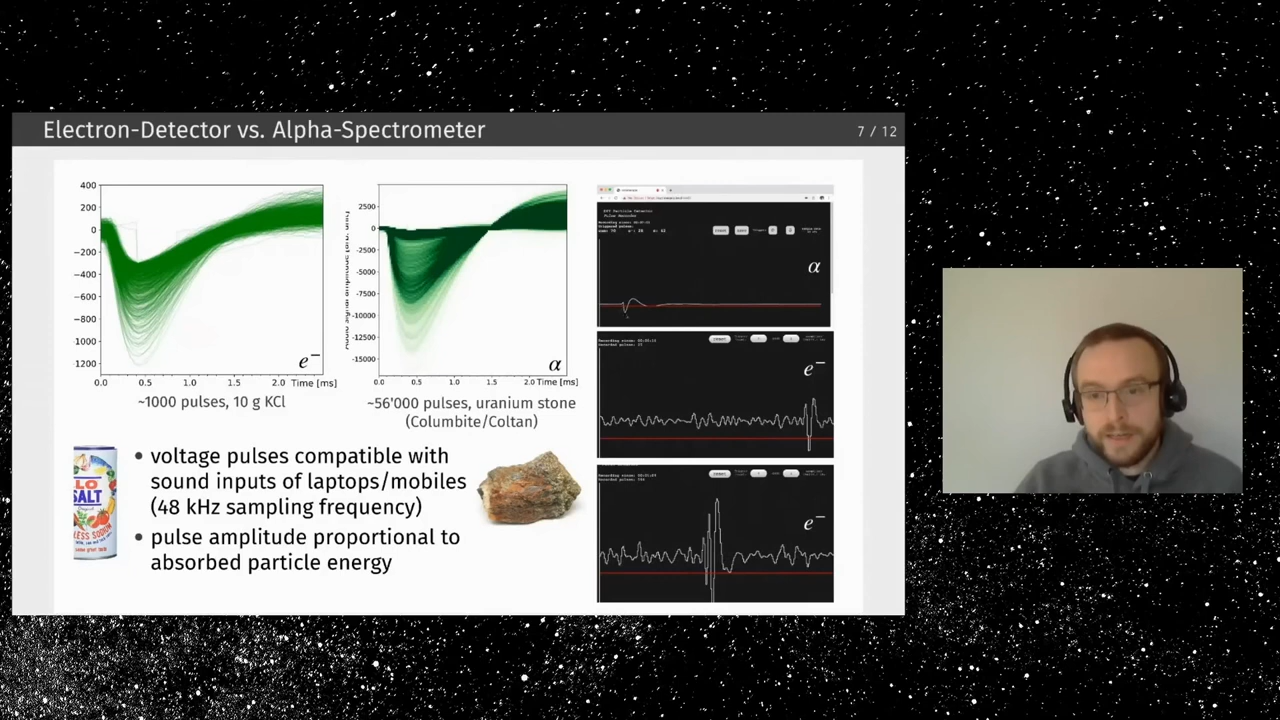 Electron-Detector vs. Alpha-Spectrometer
7 / 12
400
200
0
−200
−400
−600
−800
1200
0.0 0.5 1.0 1.5 2.0 Time [ms]
e⁻
~1000 pulses, 10 g KCl
2500
0
-5000
-7500
-10000
-12500
-15000
0.0 0.5 1.0 1.5 2.0 Time [ms]
α
~56'000 pulses, uranium stone
(Columbite/Coltan)
α
e⁻
e⁻
LO
SALT
• voltage pulses compatible with
sound inputs of laptops/mobiles
(48 kHz sampling frequency)
• pulse amplitude proportional to
absorbed particle energy